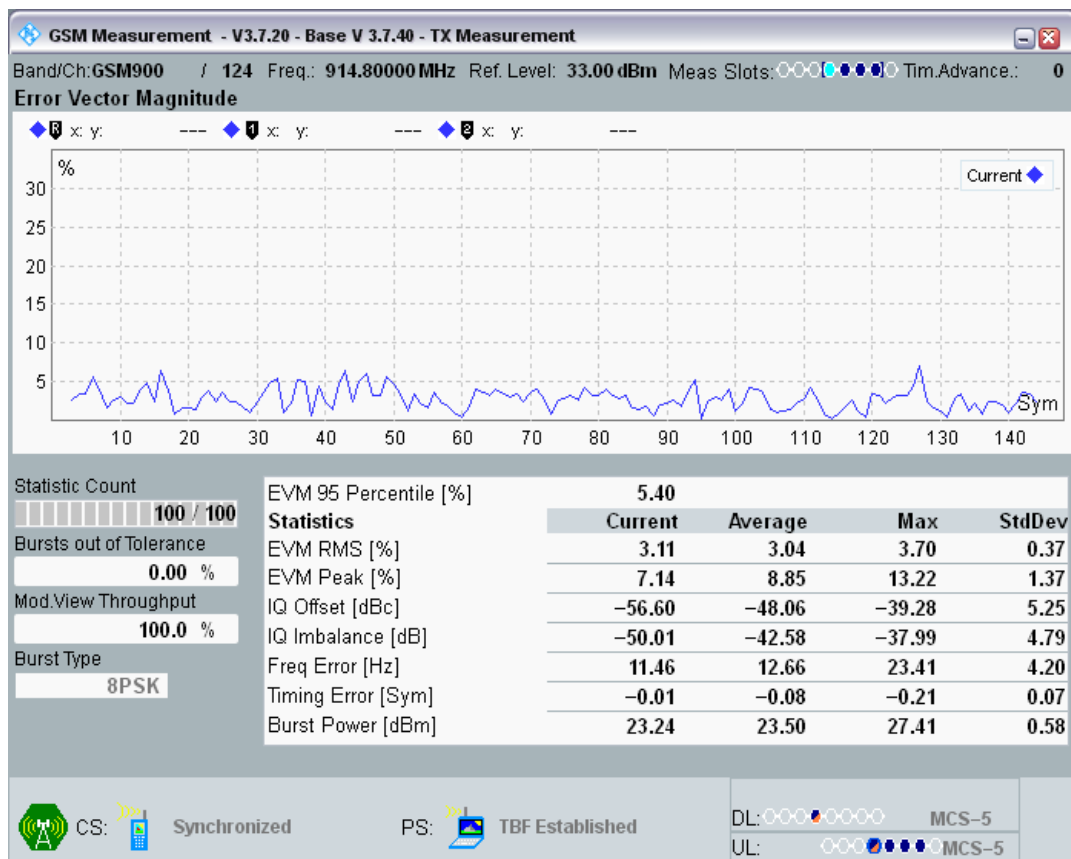 GSM Measurement - V3.7.20 - Base V 3.7.40 - TX Measurement
Band/Ch:GSM900 / 124 Freq.: 914.80000 MHz Ref. Level: 33.00 dBm Meas Slots: Tim.Advance.: 0
Error Vector Magnitude
R x: y: --- 1 x: y: --- 2 x: y: ---
%
Current
30
25
20
15
10
5
Sym
10 20 30 40 50 60 70 80 90 100 110 120 130 140
Statistic Count
100 / 100
Bursts out of Tolerance
0.00 %
Mod.View Throughput
100.0 %
Burst Type
8PSK
EVM 95 Percentile [%] 5.40
Statistics Current Average Max StdDev
EVM RMS [%] 3.11 3.04 3.70 0.37
EVM Peak [%] 7.14 8.85 13.22 1.37
IQ Offset [dBc] −56.60 −48.06 −39.28 5.25
IQ Imbalance [dB] −50.01 −42.58 −37.99 4.79
Freq Error [Hz] 11.46 12.66 23.41 4.20
Timing Error [Sym] −0.01 −0.08 −0.21 0.07
Burst Power [dBm] 23.24 23.50 27.41 0.58
CS: Synchronized PS: TBF Established
DL: MCS−5
UL: MCS−5